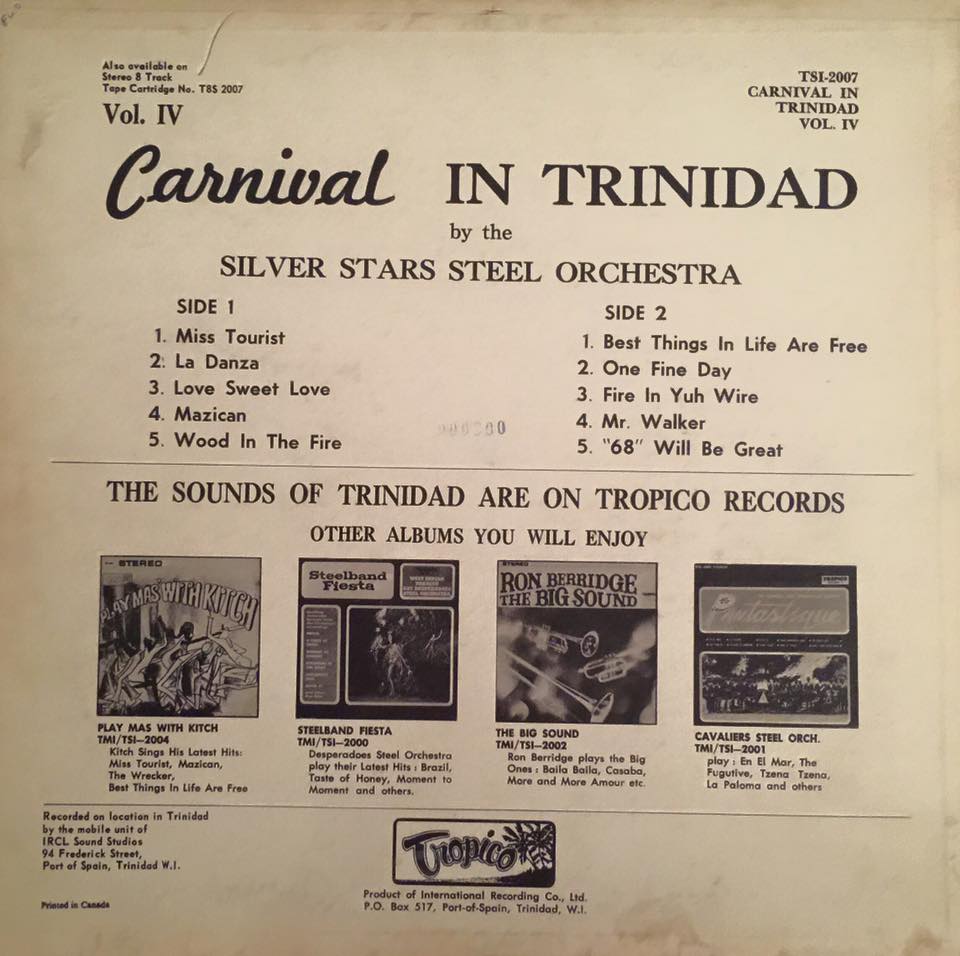 Also available on
Stereo 8 Track
Tape Cartridge No. T8S 2007
Vol. IV
TSI-2007
CARNIVAL IN
TRINIDAD
VOL. IV
Carnival IN TRINIDAD
by the
SILVER STARS STEEL ORCHESTRA
SIDE 1
1. Miss Tourist
2. La Danza
3. Love Sweet Love
4. Mazican
5. Wood In The Fire
SIDE 2
1. Best Things In Life Are Free
2. One Fine Day
3. Fire In Yuh Wire
4. Mr. Walker
5. "68" Will Be Great
THE SOUNDS OF TRINIDAD ARE ON TROPICO RECORDS
OTHER ALBUMS YOU WILL ENJOY
STEREO
PLAY MAS WITH KITCH
Steelband
Fiesta
STEREO
RON BERRIDGE
THE BIG SOUND
Fantastique
PLAY MAS WITH KITCH
TMI/TSI—2004
Kitch Sings His Latest Hits:
Miss Tourist, Mazican,
The Wrecker,
Best Things In Life Are Free
STEELBAND FIESTA
TMI/TSI—2000
Desperadoes Steel Orchestra
play their Latest Hits : Brazil,
Taste of Honey, Moment to
Moment and others.
THE BIG SOUND
TMI/TSI—2002
Ron Berridge plays the Big
Ones : Baila Baila, Casaba,
More and More Amour etc.
CAVALIERS STEEL ORCH.
TMI/TSI—2001
play : En El Mar, The
Fugutive, Tzena Tzena,
La Paloma and others
Recorded on location in Trinidad
by the mobile unit of
IRCL Sound Studios
94 Frederick Street,
Port of Spain, Trinidad W.I.
Printed in Canada
Tropico
Product of International Recording Co., Ltd.
P.O. Box 517, Port-of-Spain, Trinidad, W.I.